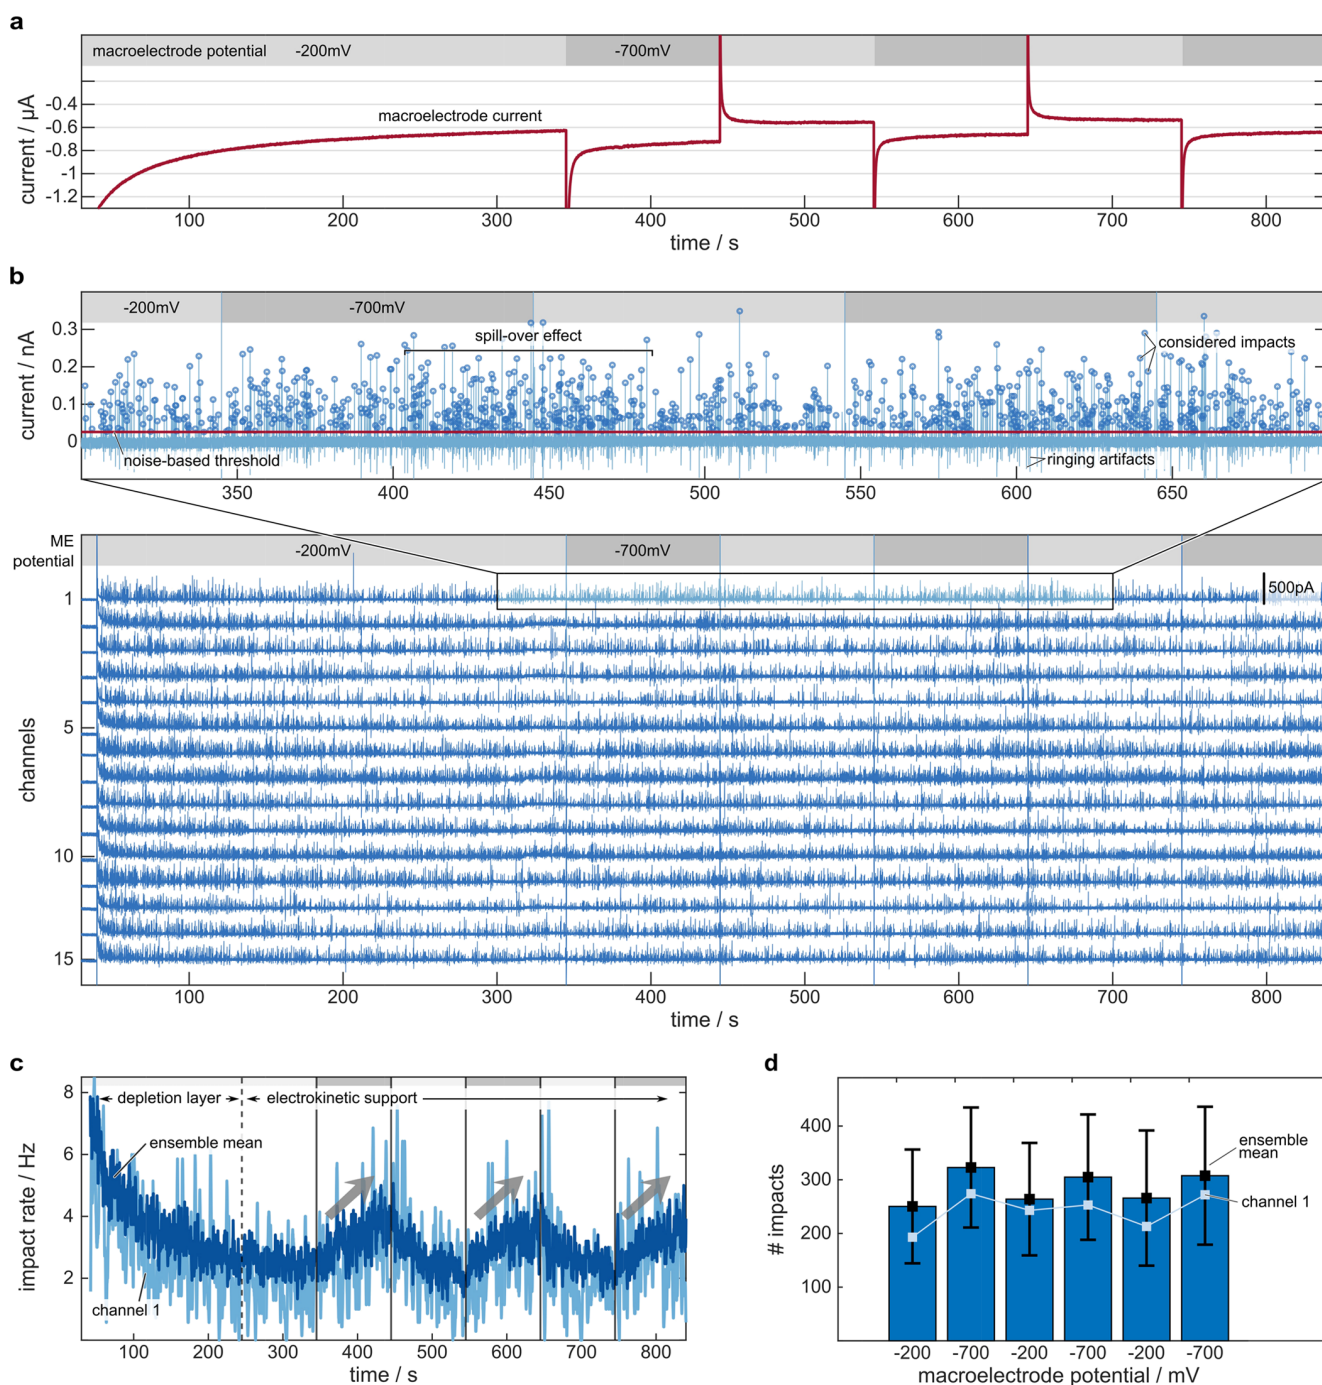 a
macroelectrode potential -200mV -700mV
macroelectrode current
current / µA
-0.4
-0.6
-0.8
-1
-1.2
100 200 300 400 500 600 700 800
time / s
b
-200mV -700mV
spill-over effect
considered impacts
current / nA
0.3
0.2
0.1
0
noise-based threshold
ringing artifacts
350 400 450 500 550 600 650
ME
potential
-200mV -700mV
500pA
channels
1
5
10
15
100 200 300 400 500 600 700 800
time / s
c
depletion layer electrokinetic support
ensemble mean
channel 1
impact rate / Hz
8
6
4
2
100 200 300 400 500 600 700 800
time / s
d
# impacts
400
300
200
100
ensemble
mean
channel 1
-200 -700 -200 -700 -200 -700
macroelectrode potential / mV